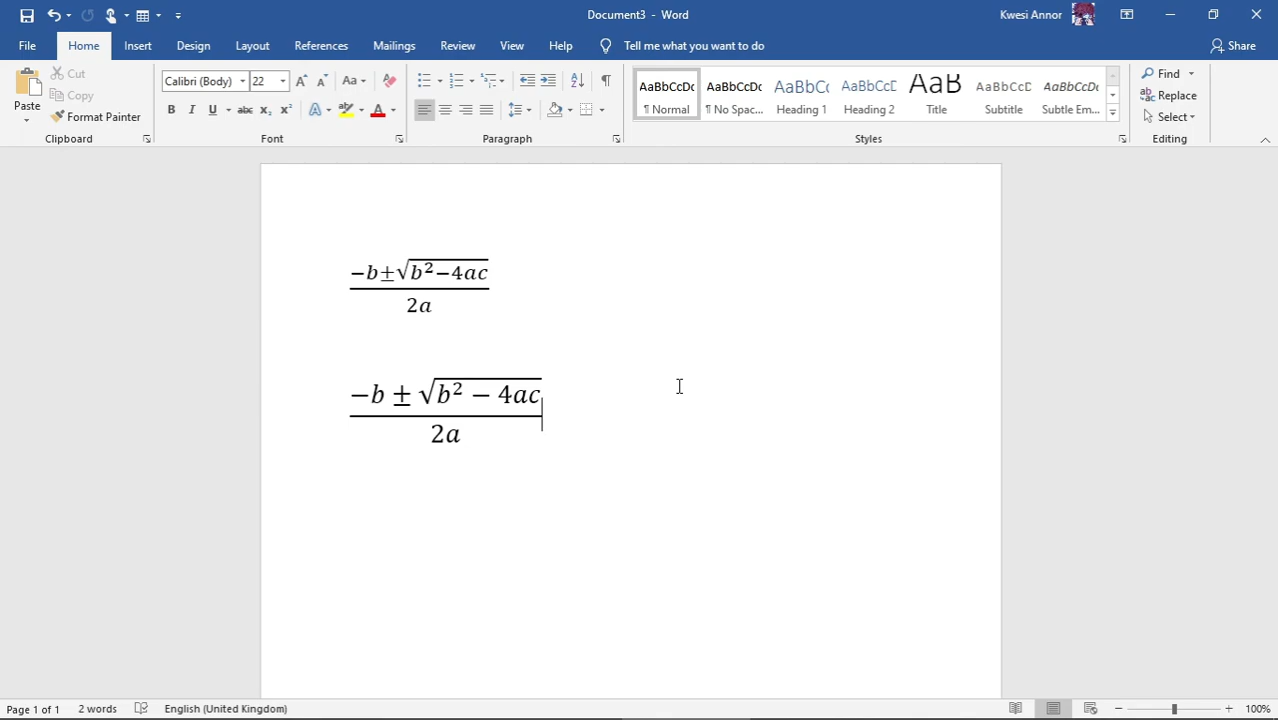 Document3 - Word
Kwesi Annor
File Home Insert Design Layout References Mailings Review View Help Tell me what you want to do Share
Paste
Cut
Copy
Format Painter
Clipboard
Calibri (Body) 22
Font
Paragraph
AaBbCcDc AaBbCcDc AaBbCc AaBbCcD AaB AaBbCcD AaBbCcDc
¶ Normal ¶ No Spac... Heading 1 Heading 2 Title Subtitle Subtle Em...
Styles
Find
Replace
Select
Editing
−b±√b²−4ac
2a
−b ± √b² − 4ac
2a
Page 1 of 1 2 words English (United Kingdom) 100%